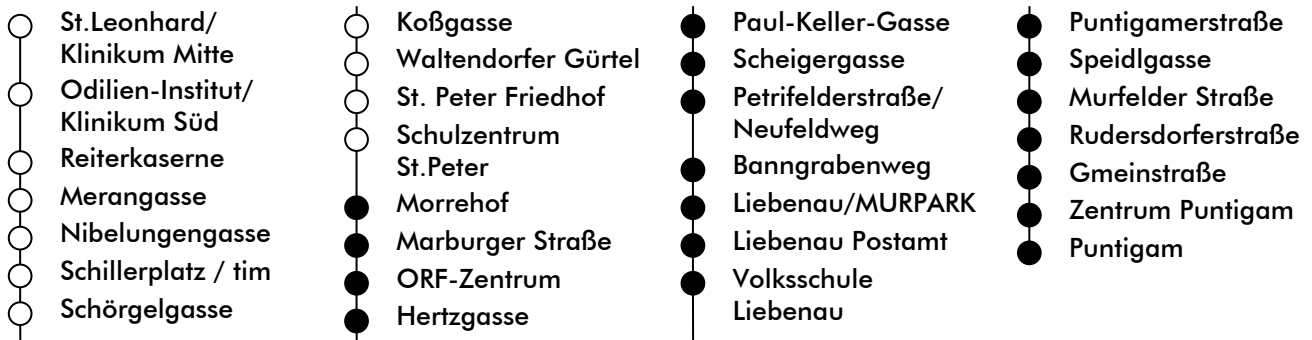 St.Leonhard/
Klinikum Mitte
Odilien-Institut/
Klinikum Süd
Reiterkaserne
Merangasse
Nibelungengasse
Schillerplatz / tim
Schörgelgasse
Koßgasse
Waltendorfer Gürtel
St. Peter Friedhof
Schulzentrum
St.Peter
Morrehof
Marburger Straße
ORF-Zentrum
Hertzgasse
Paul-Keller-Gasse
Scheigergasse
Petrifelderstraße/
Neufeldweg
Banngrabenweg
Liebenau/MURPARK
Liebenau Postamt
Volksschule
Liebenau
Puntigamerstraße
Speidlgasse
Murfelder Straße
Rudersdorferstraße
Gmeinstraße
Zentrum Puntigam
Puntigam